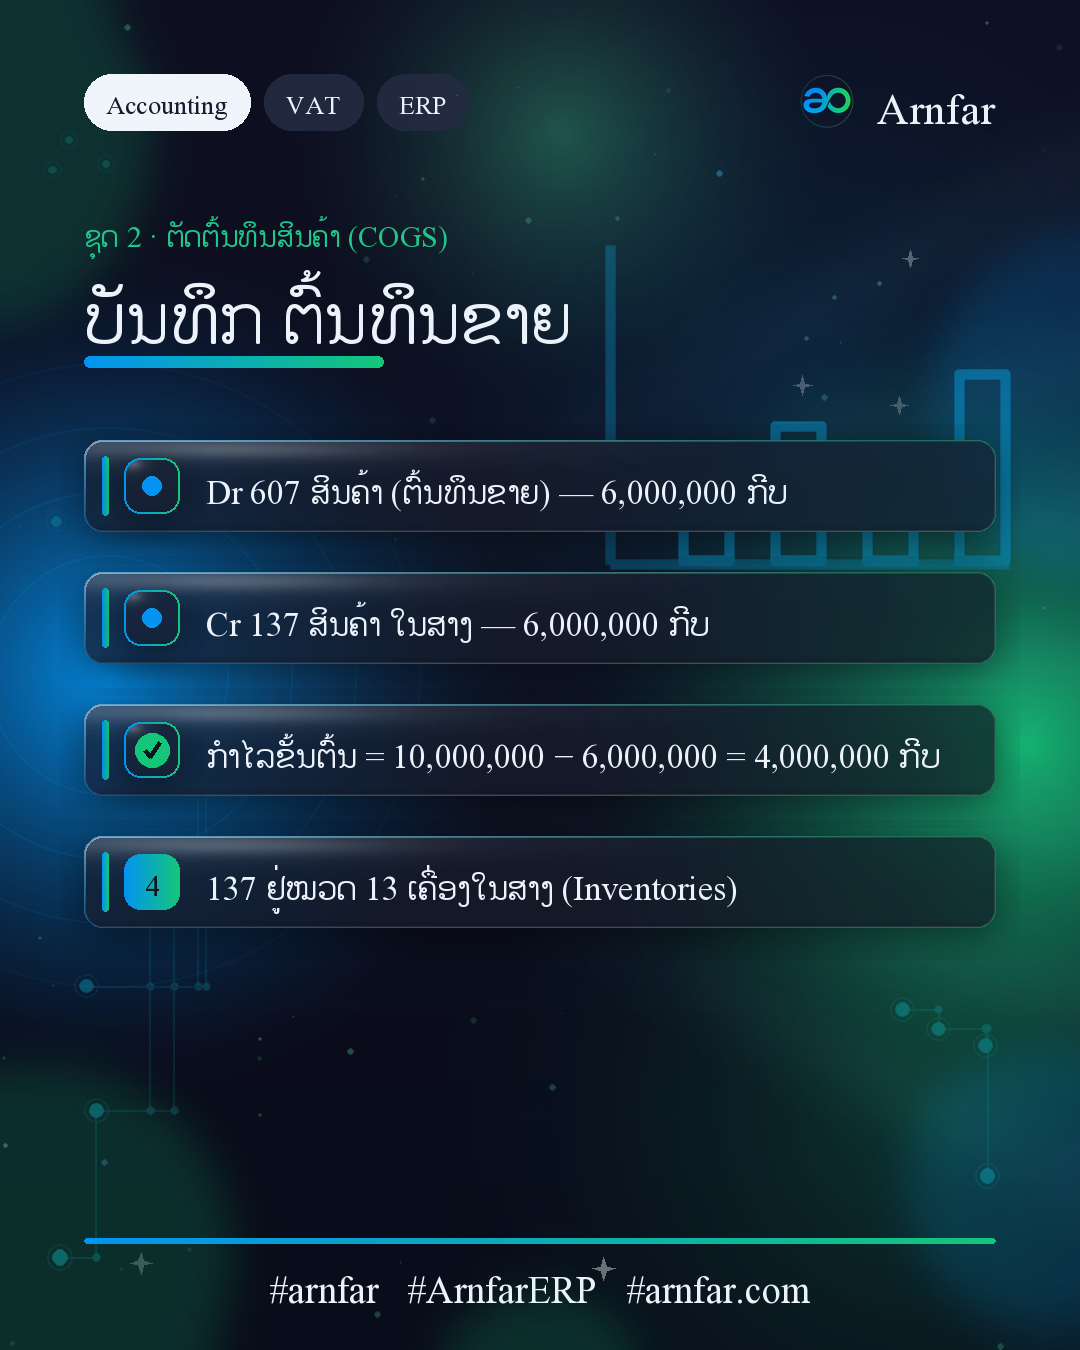 Accounting VAT ERP
Arnfar
ຊຸດ 2 · ຕັດຕົ້ນທຶນສິນຄ້າ (COGS)
ບັນທຶກ ຕົ້ນທຶນຂາຍ
Dr 607 ສິນຄ້າ (ຕົ້ນທຶນຂາຍ) — 6,000,000 ກີບ
Cr 137 ສິນຄ້າ ໃນສາງ — 6,000,000 ກີບ
ກຳໄລຂັ້ນຕົ້ນ = 10,000,000 − 6,000,000 = 4,000,000 ກີບ
4 137 ຢູ່ໝວດ 13 ເຄື່ອງໃນສາງ (Inventories)
#arnfar #ArnfarERP #arnfar.com